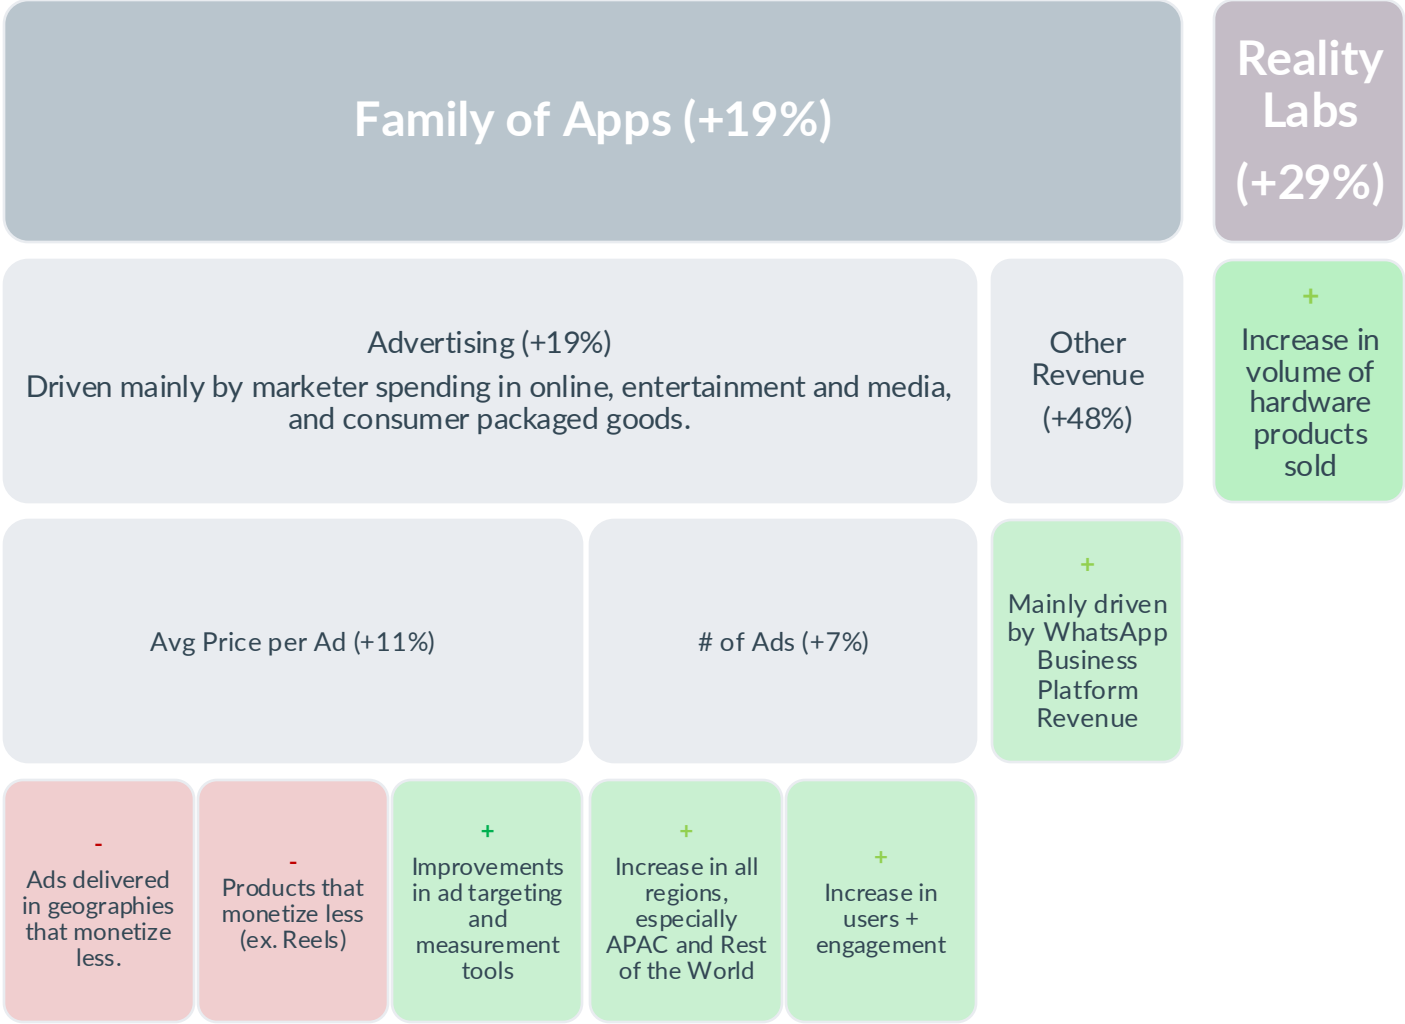 Family of Apps (+19%)
Reality
Labs
(+29%)
Advertising (+19%)
Driven mainly by marketer spending in online, entertainment and media,
and consumer packaged goods.
Other
Revenue
(+48%)
+
Increase in
volume of
hardware
products
sold
Avg Price per Ad (+11%)
# of Ads (+7%)
+
Mainly driven
by WhatsApp
Business
Platform
Revenue
-
Ads delivered
in geographies
that monetize
less.
-
Products that
monetize less
(ex. Reels)
+
Improvements
in ad targeting
and
measurement
tools
+
Increase in all
regions,
especially
APAC and Rest
of the World
+
Increase in
users +
engagement